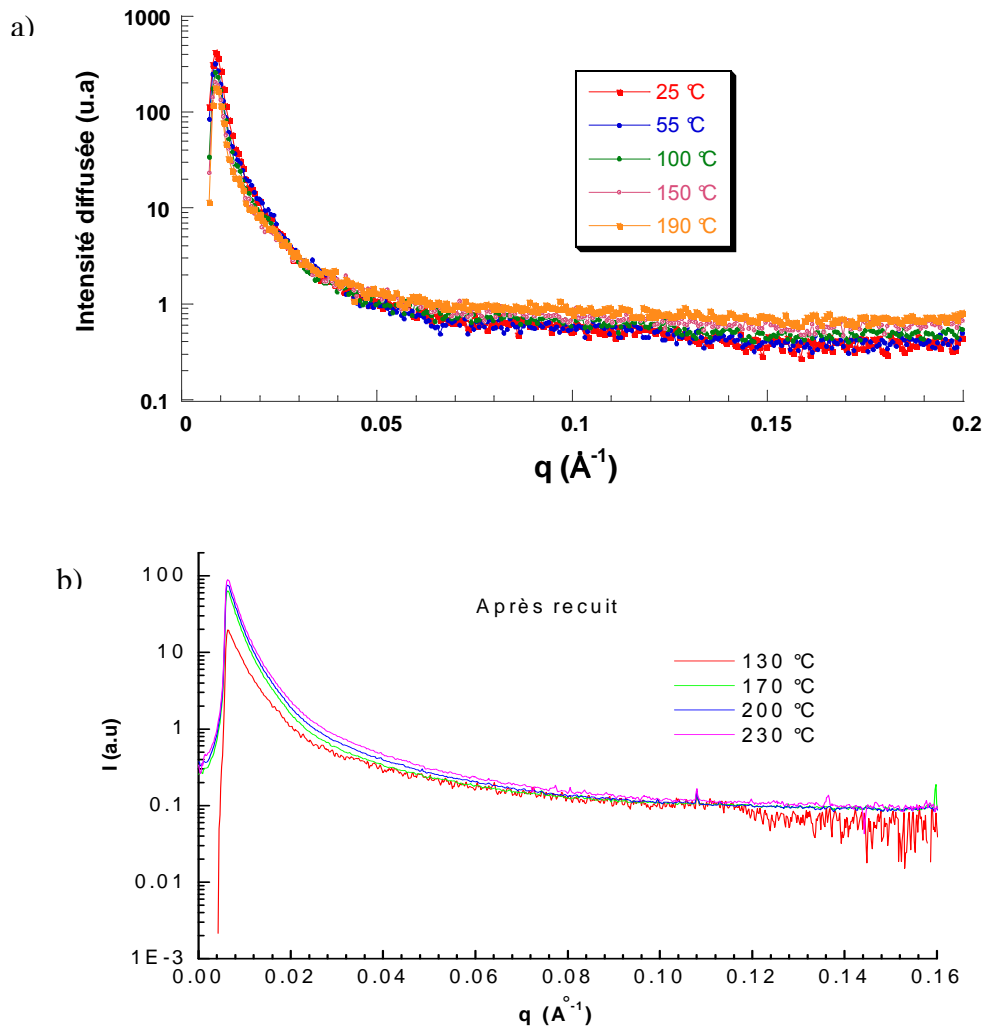 a)
1000
100
10
1
0.1
Intensité diffusée (u.a)
25 °C
55 °C
100 °C
150 °C
190 °C
0 0.05 0.1 0.15 0.2
q (Å-1)
b)
100
10
1
0.1
0.01
1E-3
I (a.u)
Après recuit
130 °C
170 °C
200 °C
230 °C
0.00 0.02 0.04 0.06 0.08 0.10 0.12 0.14 0.16
q (A°-1)